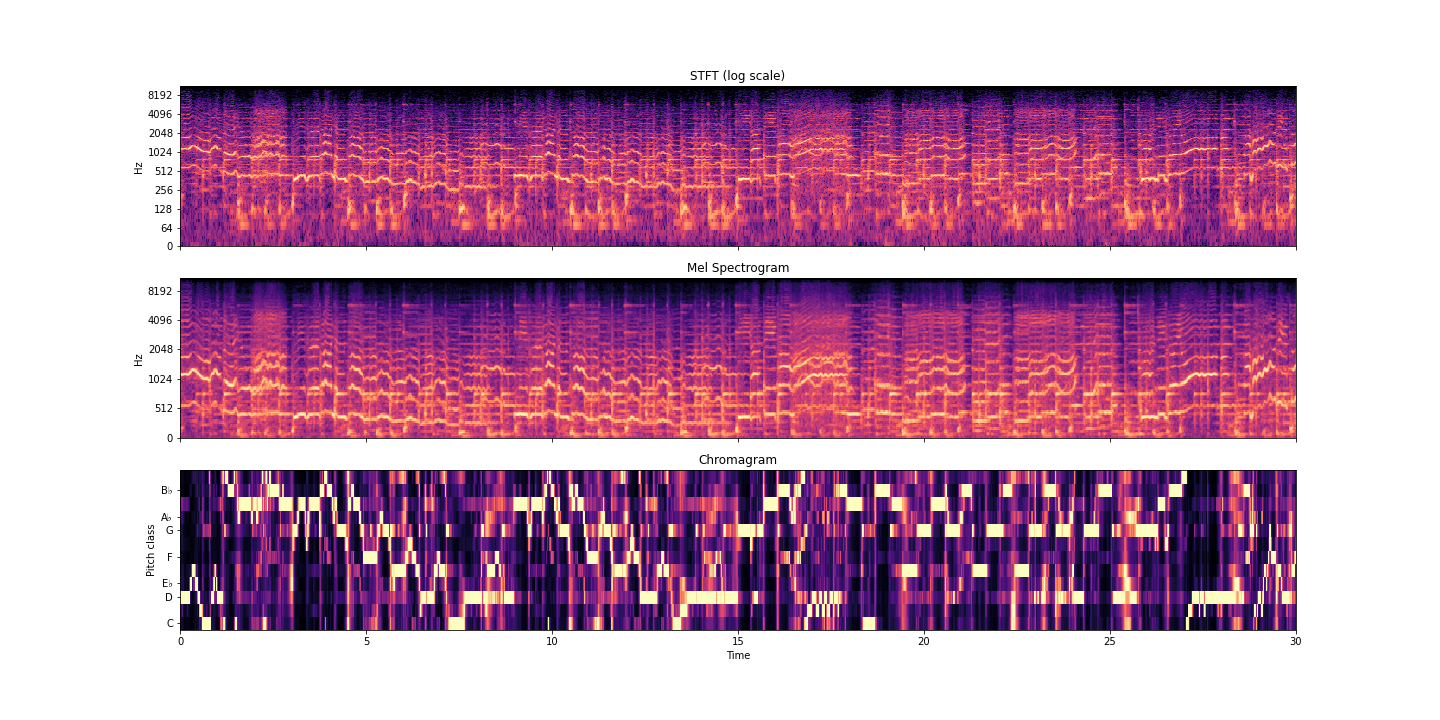 STFT (log scale)
8192
4096
2048
1024
512
256
128
64
0
Hz
Mel Spectrogram
8192
4096
2048
1024
512
0
Hz
Chromagram
B♭
A♭
G
F
E♭
D
C
Pitch class
0 5 10 15 20 25 30
Time